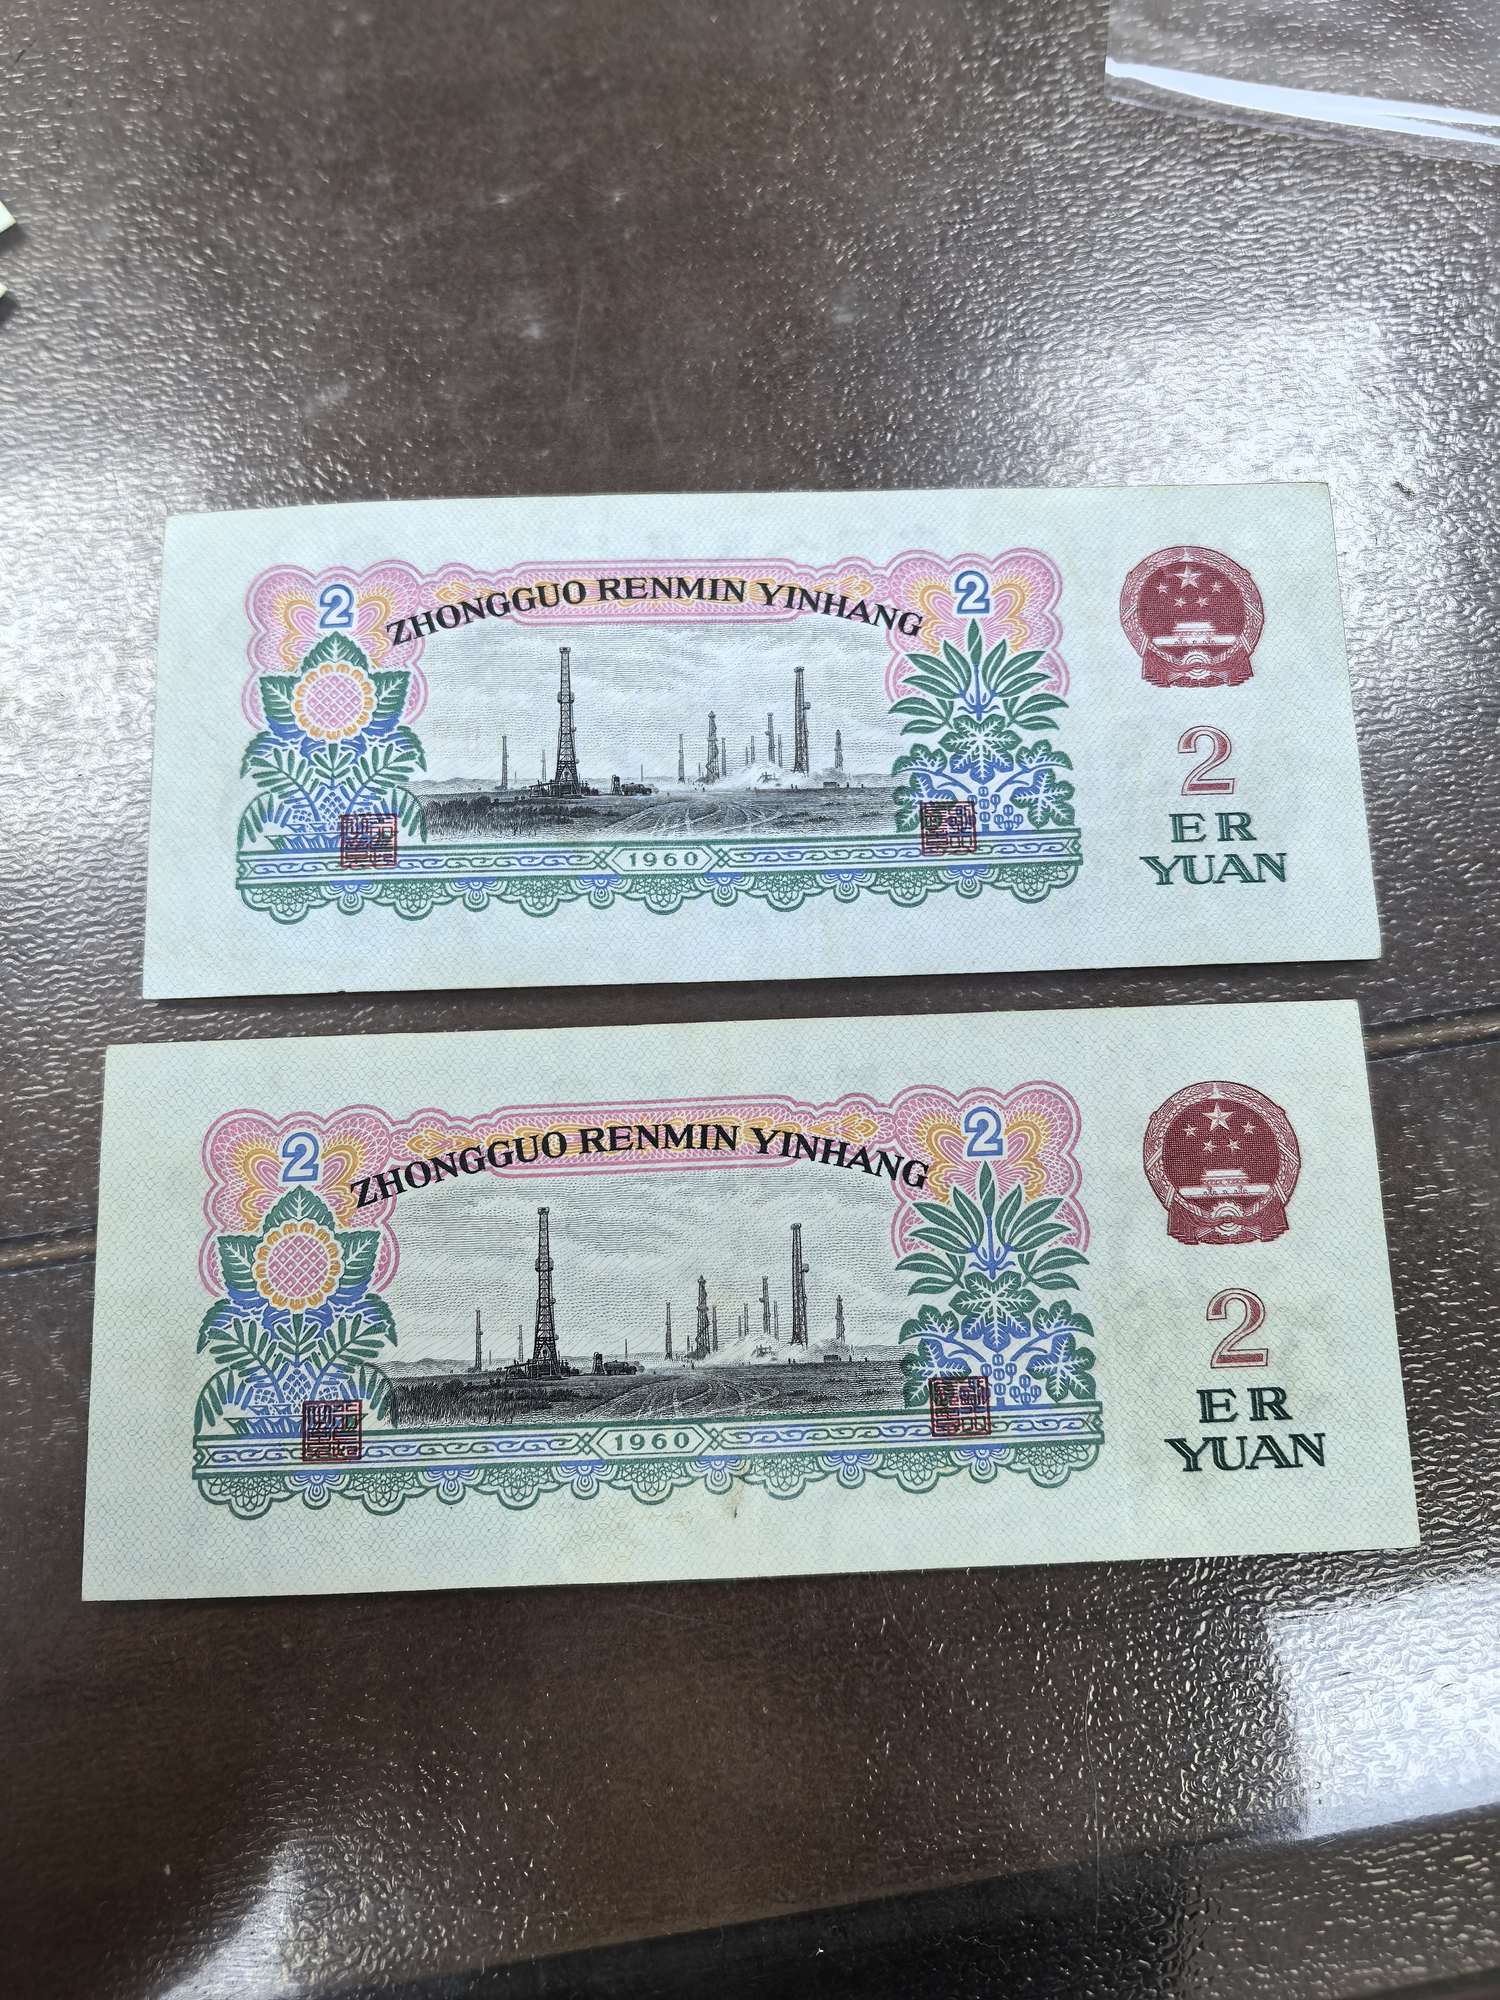 2 ZHONGGUO RENMIN YINHANG 2
2
ER
YUAN
1960
2 ZHONGGUO RENMIN YINHANG 2
2
ER
YUAN
1960